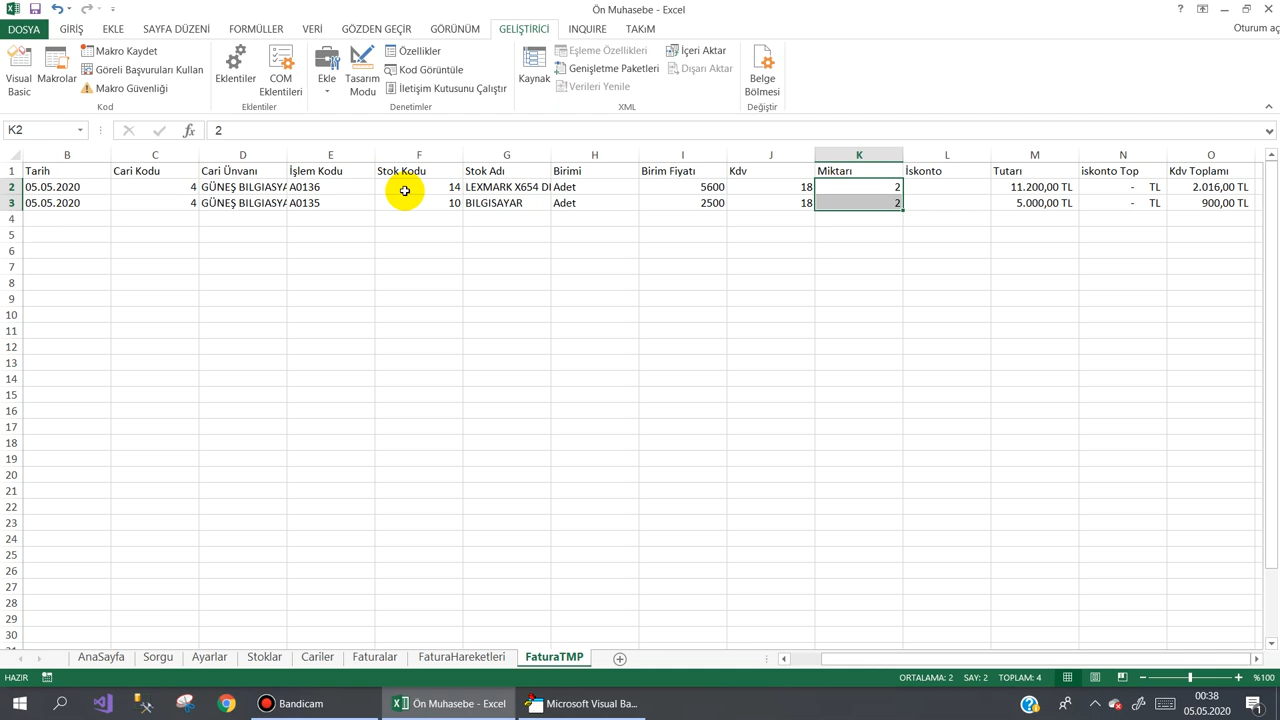 Ön Muhasebe - Excel
Oturum aç
DOSYA GİRİŞ EKLE SAYFA DÜZENİ FORMÜLLER VERİ GÖZDEN GEÇİR GÖRÜNÜM GELİŞTİRİCİ INQUIRE TAKıM
Visual Basic
Makrolar
Makro Kaydet
Göreli Başvuruları Kullan
Makro Güvenliği
Kod
Eklentiler
COM Eklentileri
Eklentiler
Ekle
Tasarım Modu
Özellikler
Kod Görüntüle
İletişim Kutusunu Çalıştır
Denetimler
Kaynak
Eşleme Özellikleri
Genişletme Paketleri
Verileri Yenile
İçeri Aktar
Dışarı Aktar
XML
Belge Bölmesi
Değiştir
K2 fx 2
B C D E F G H I J K L M N O
1 Tarih Cari Kodu Cari Ünvanı İşlem Kodu Stok Kodu Stok Adı Birimi Birim Fiyatı Kdv Miktarı İskonto Tutarı iskonto Top Kdv Toplamı
2 05.05.2020 4 GÜNEŞ BILGIASYA A0136 14 LEXMARK X654 DI Adet 5600 18 2 11.200,00 TL - TL 2.016,00 TL
3 05.05.2020 4 GÜNEŞ BILGIASYA A0135 10 BILGISAYAR Adet 2500 18 2 5.000,00 TL - TL 900,00 TL
4
5
6
7
8
9
10
11
12
13
14
15
16
17
18
19
20
21
22
23
24
25
26
27
28
29
30
AnaSayfa Sorgu Ayarlar Stoklar Cariler Faturalar FaturaHareketleri FaturaTMP
HAZIR ORTALAMA: 2 SAY: 2 TOPLAM: 4 %100
Bandicam Ön Muhasebe - Excel Microsoft Visual Ba...
00:38
05.05.2020